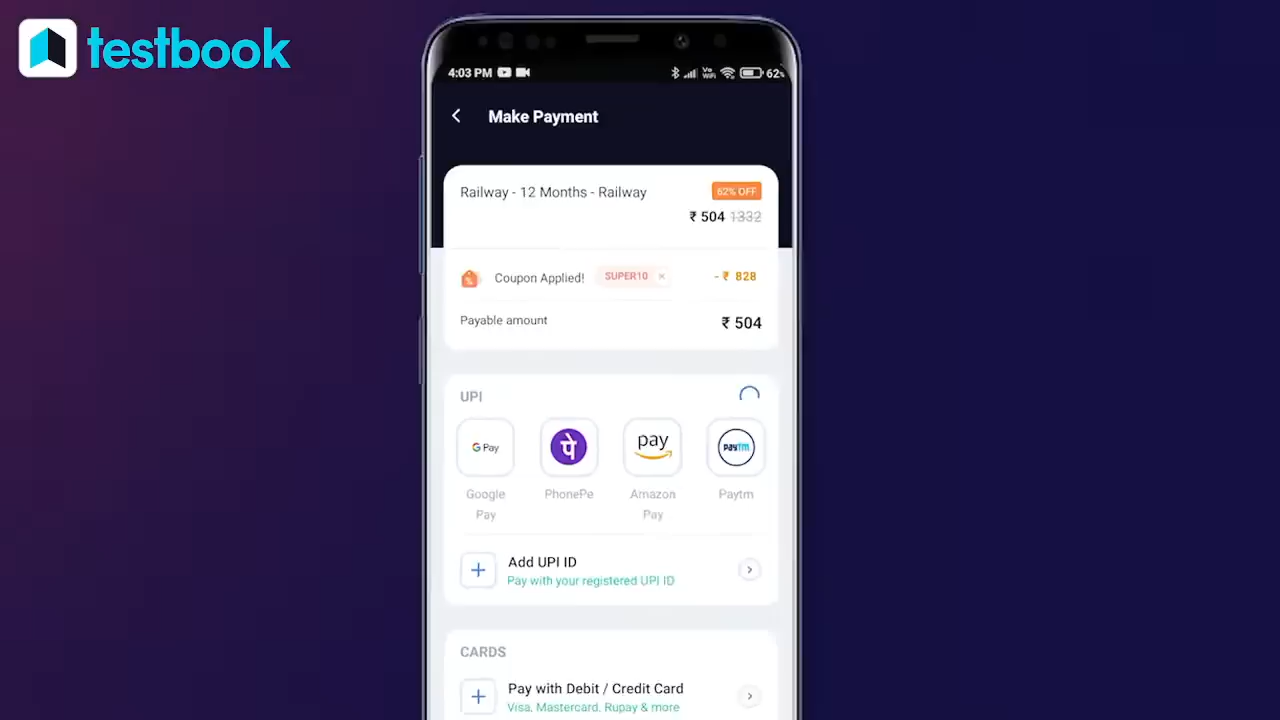 testbook
4:03 PM
Vo
WiFi
62%
Make Payment
Railway - 12 Months - Railway
62% OFF
₹ 504 1332
Coupon Applied! SUPER10 × - ₹ 828
Payable amount
₹ 504
UPI
G Pay
पे
pay
paytm
Google
Pay
PhonePe
Amazon
Pay
Paytm
Add UPI ID
Pay with your registered UPI ID
CARDS
Pay with Debit / Credit Card
Visa, Mastercard, Rupay & more